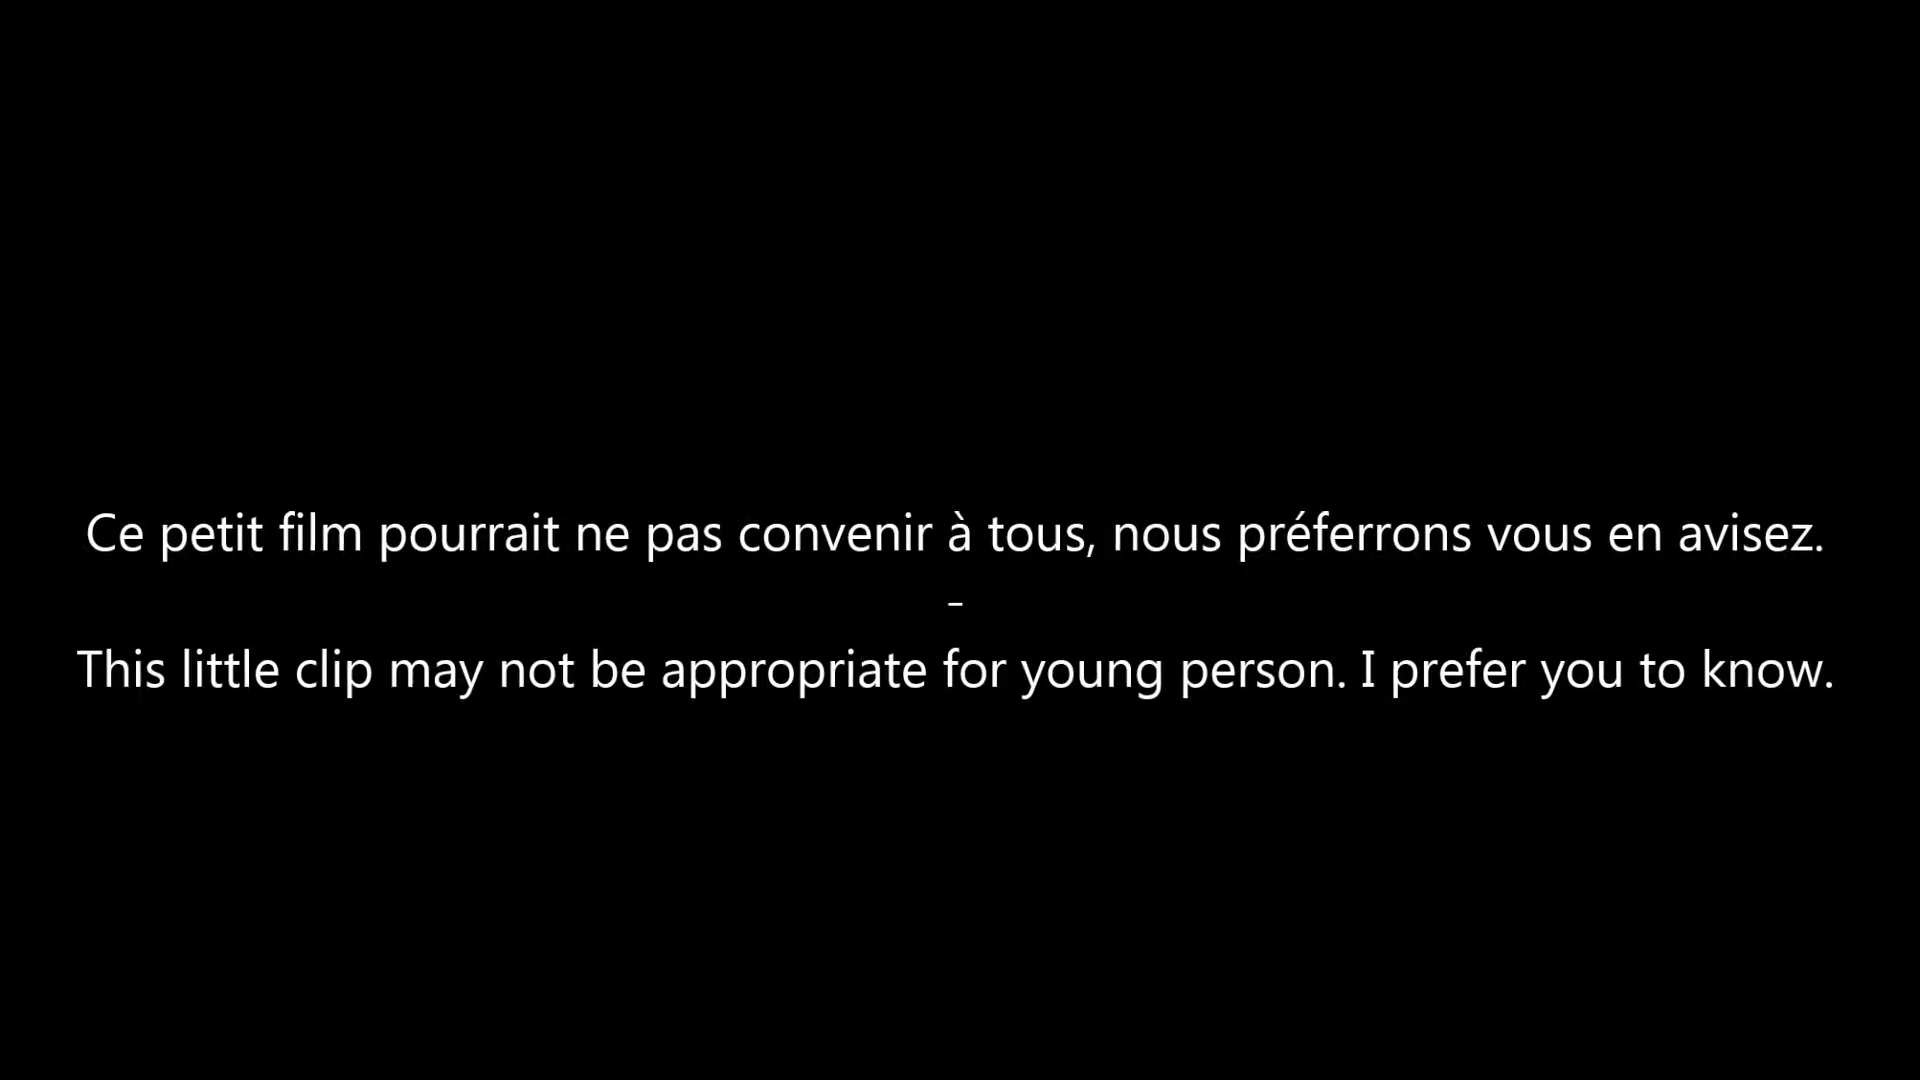 Ce petit film pourrait ne pas convenir à tous, nous préferrons vous en avisez.
-
This little clip may not be appropriate for young person. I prefer you to know.